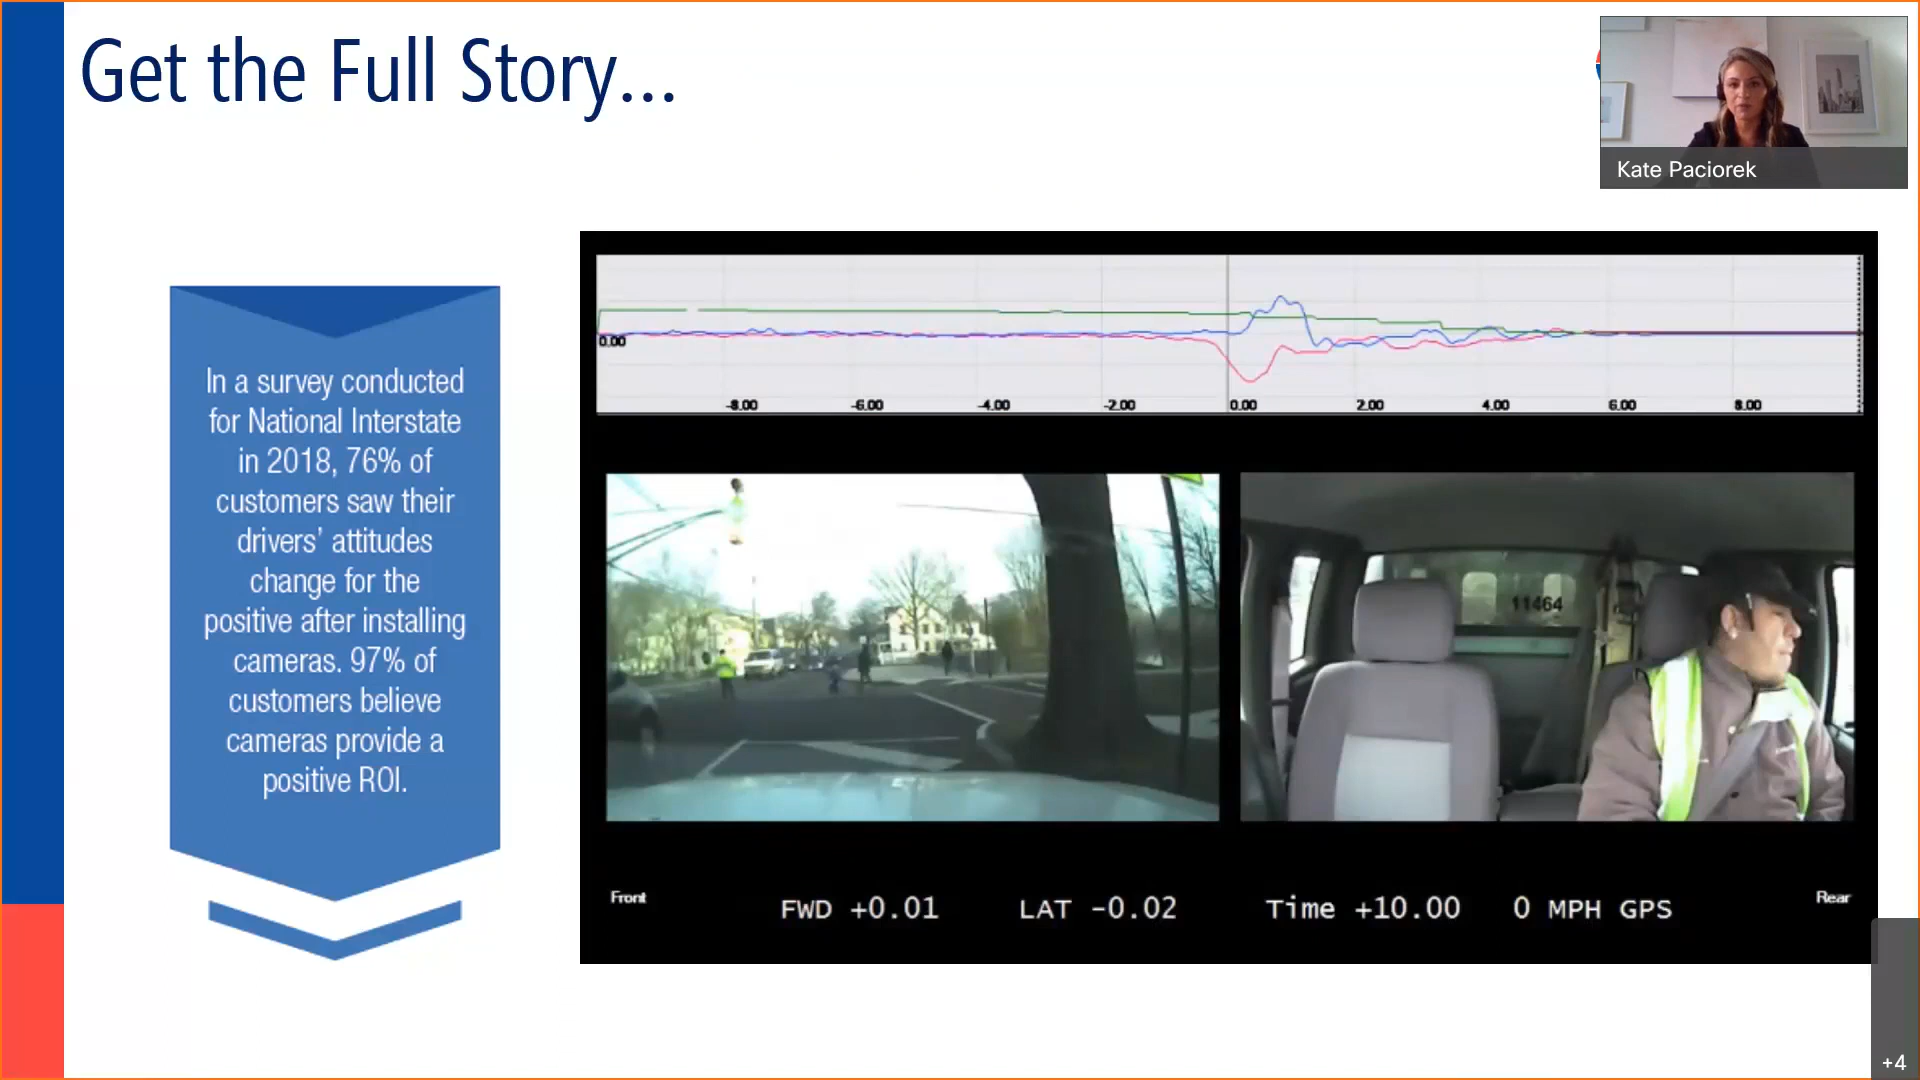 Get the Full Story...
Kate Paciorek
In a survey conducted
for National Interstate
in 2018, 76% of
customers saw their
drivers’ attitudes
change for the
positive after installing
cameras. 97% of
customers believe
cameras provide a
positive ROI.
0.00
-8.00 -6.00 -4.00 -2.00 0.00 2.00 4.00 6.00 8.00
11464
Front
FWD +0.01 LAT -0.02 Time +10.00 0 MPH GPS
Rear
+4